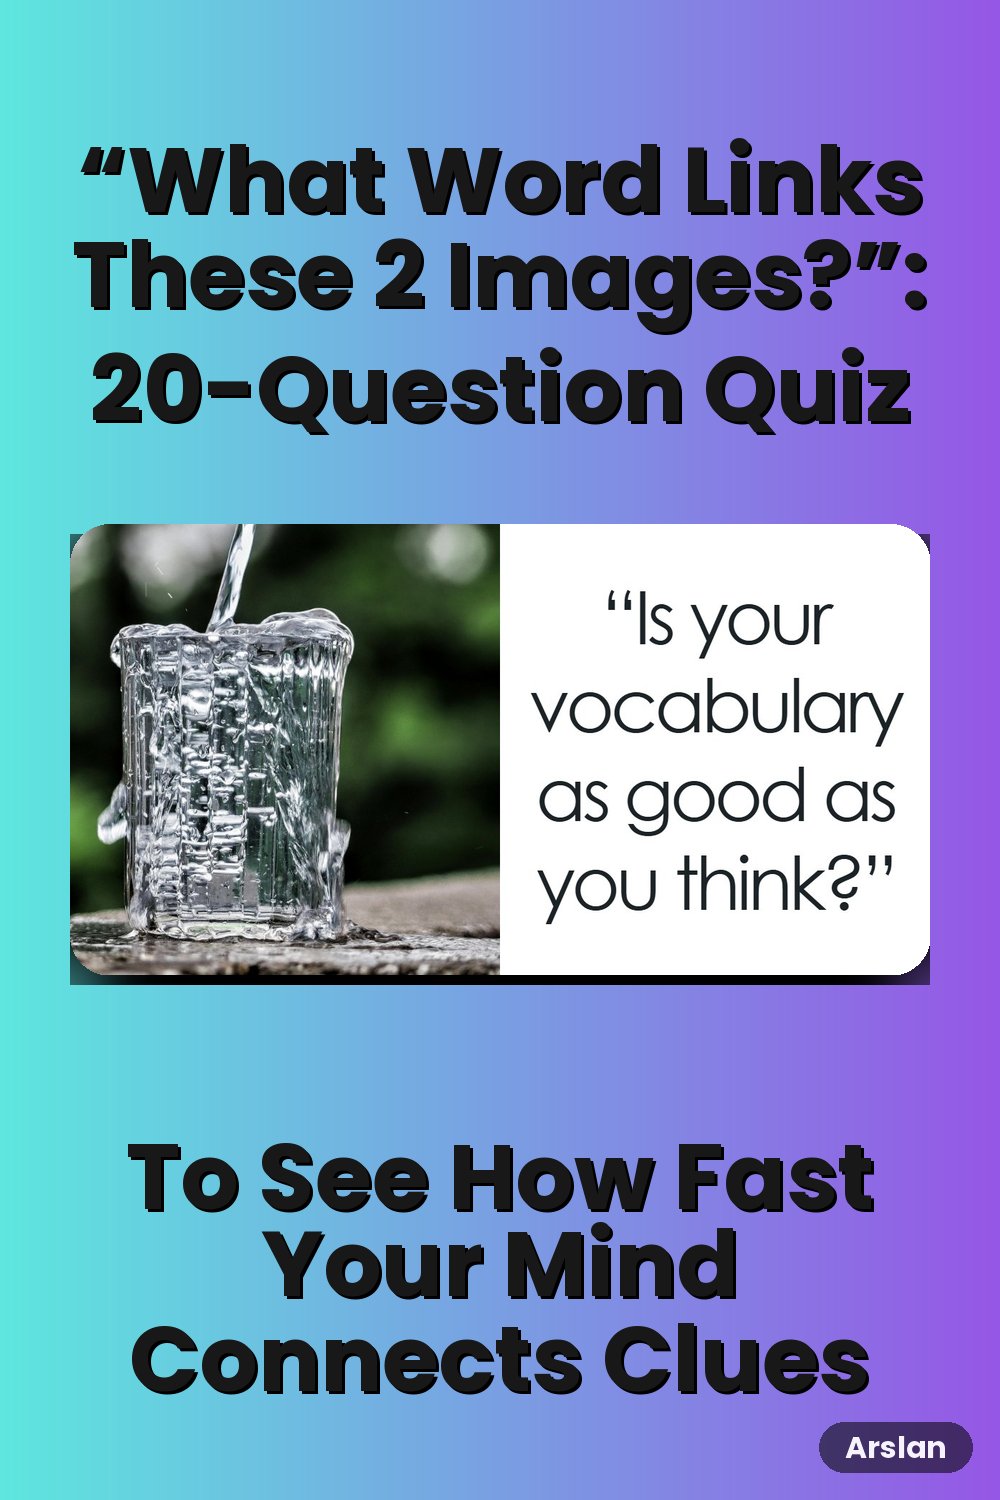 “What Word Links
These 2 Images?”:
20-Question Quiz
“Is your
vocabulary
as good as
you think?”
To See How Fast
Your Mind
Connects Clues
Arslan